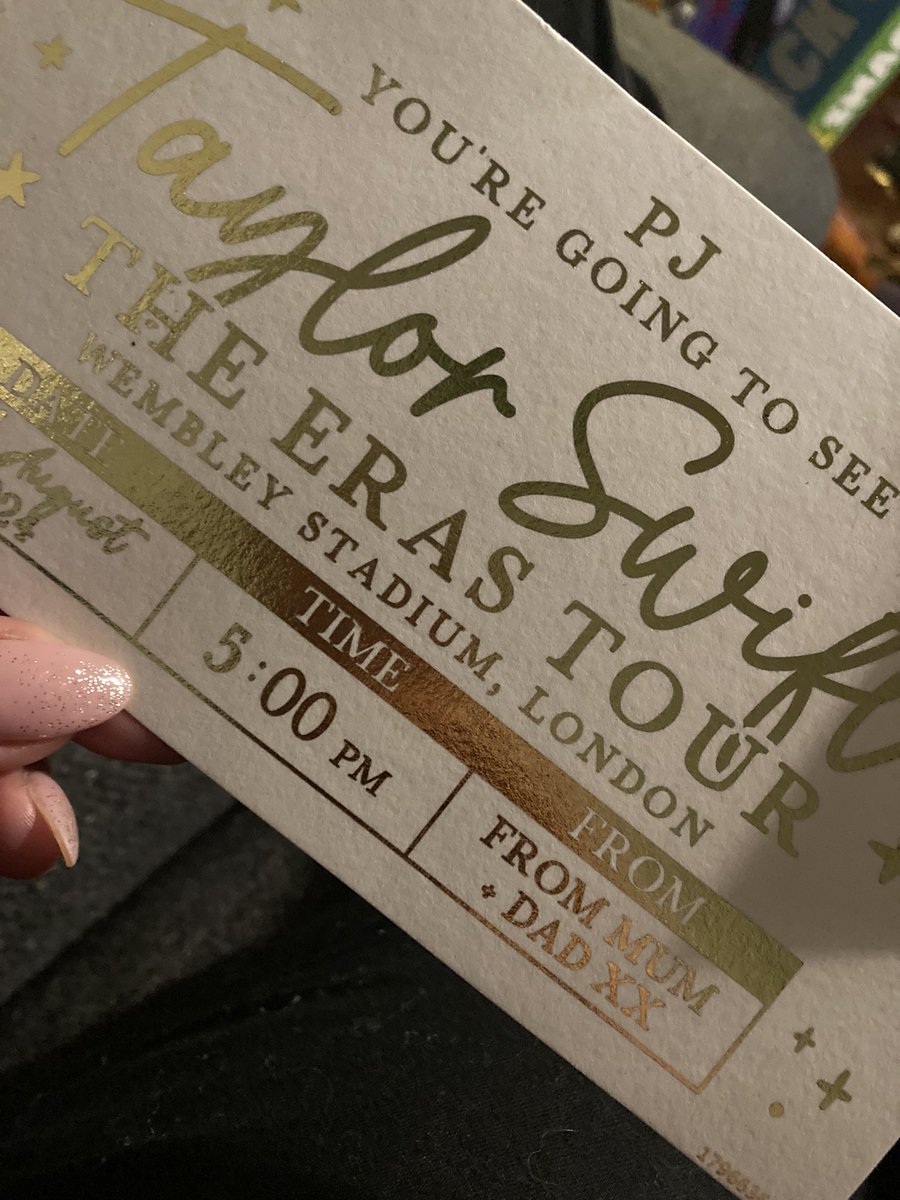 PJ
YOU'RE GOING TO SEE
Taylor Swift
THE ERAS TOUR
WEMBLEY STADIUM, LONDON
DATE TIME FROM
August
5:00 PM
FROM MUM
+ DAD XX